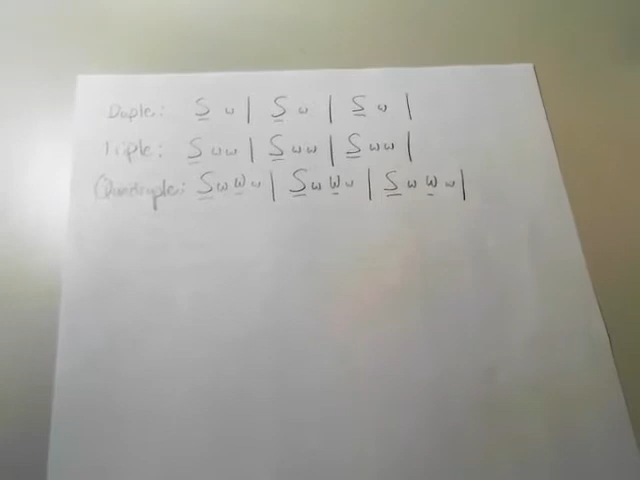 Duple: S w | S w | S w |
Triple: S w w | S w w | S w w |
Quadruple: S w W w | S w W w | S w W w |